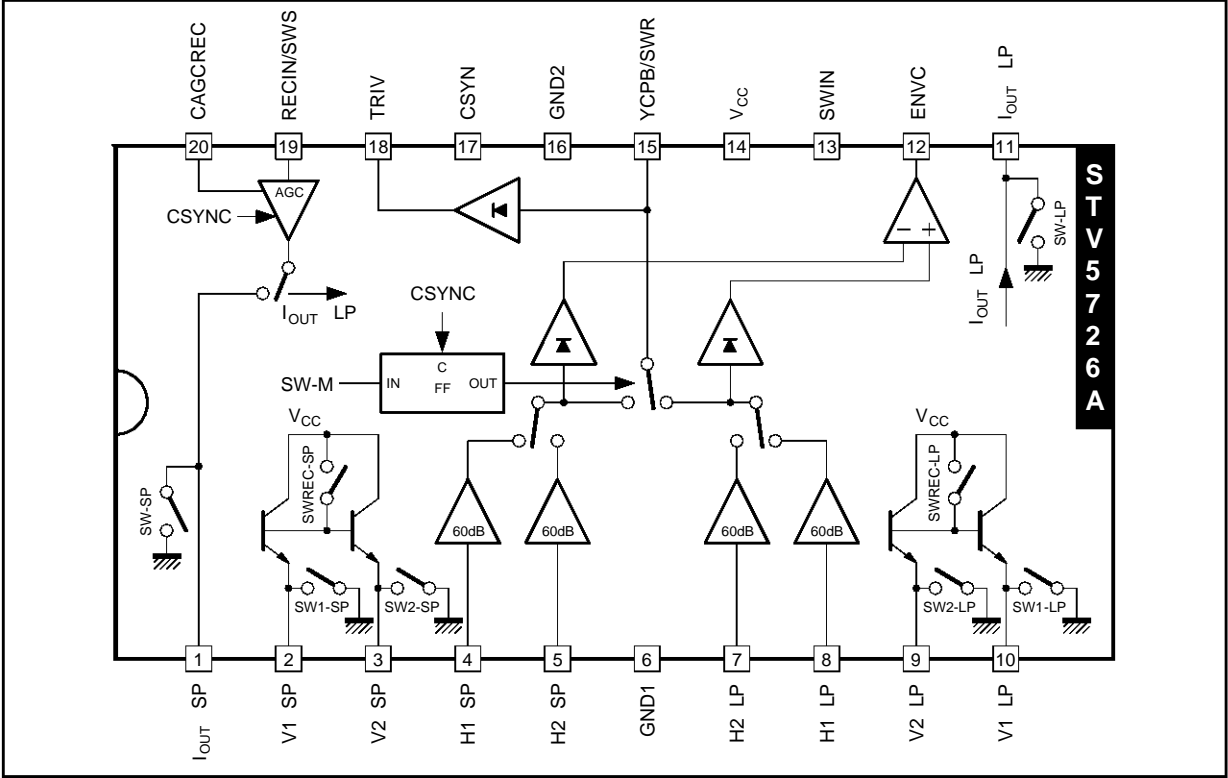 CAGCREC
RECIN/SWS
TRIV
CSYN
GND2
YCPB/SWR
VCC
SWIN
ENVC
IOUT LP
20
19
18
17
16
15
14
13
12
11
STV5726A
AGC
CSYNC
IOUT LP
SW-LP
IOUT LP
CSYNC
SW-M
IN
C
FF
OUT
VCC
VCC
SW-SP
SWREC-SP
SWREC-LP
60dB
60dB
60dB
60dB
SW1-SP
SW2-SP
SW2-LP
SW1-LP
1
2
3
4
5
6
7
8
9
10
IOUT SP
V1 SP
V2 SP
H1 SP
H2 SP
GND1
H2 LP
H1 LP
V2 LP
V1 LP